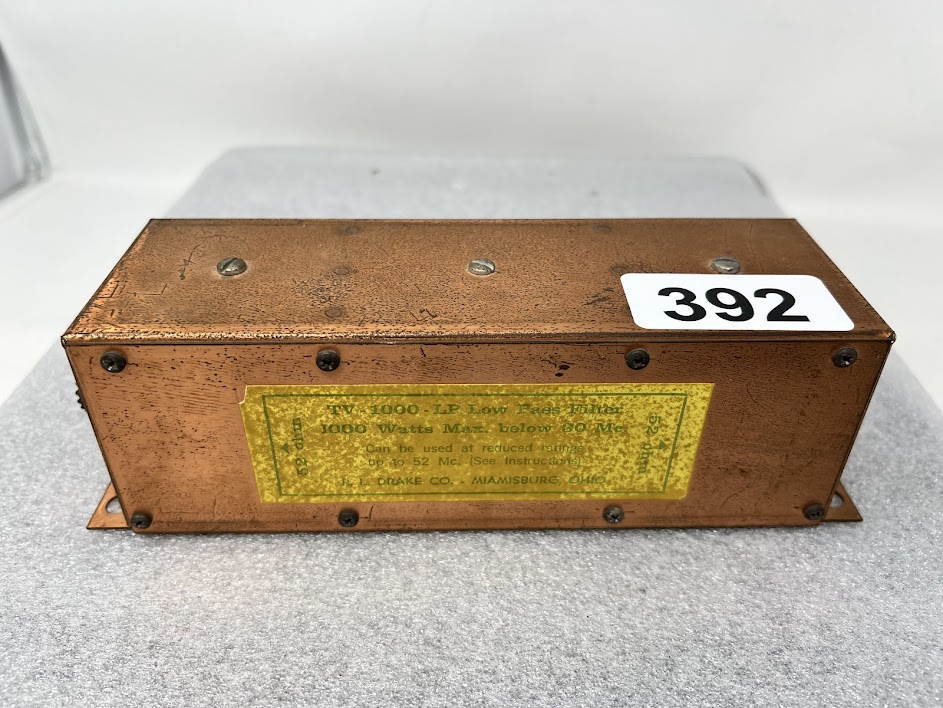 392
TV-1000-LP Low Pass Filter
1000 Watts Max. below 30 Mc.
Can be used at reduced ratings
up to 52 Mc. (See Instructions)
R. L. DRAKE CO. - MIAMISBURG, OHIO
52 ohm
52 ohm